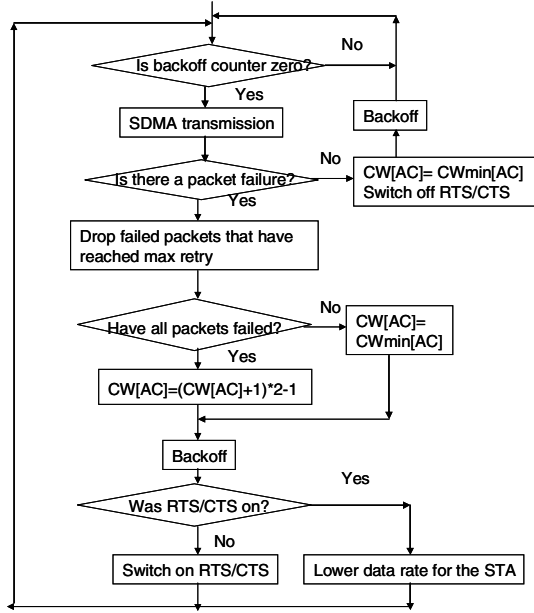 No
Is backoff counter zero?
Yes
Backoff
SDMA transmission
No
Is there a packet failure?
CW[AC]= CWmin[AC]
Switch off RTS/CTS
Yes
Drop failed packets that have
reached max retry
No
Have all packets failed?
CW[AC]=
CWmin[AC]
Yes
CW[AC]=(CW[AC]+1)*2-1
Backoff
Yes
Was RTS/CTS on?
No
Switch on RTS/CTS
Lower data rate for the STA